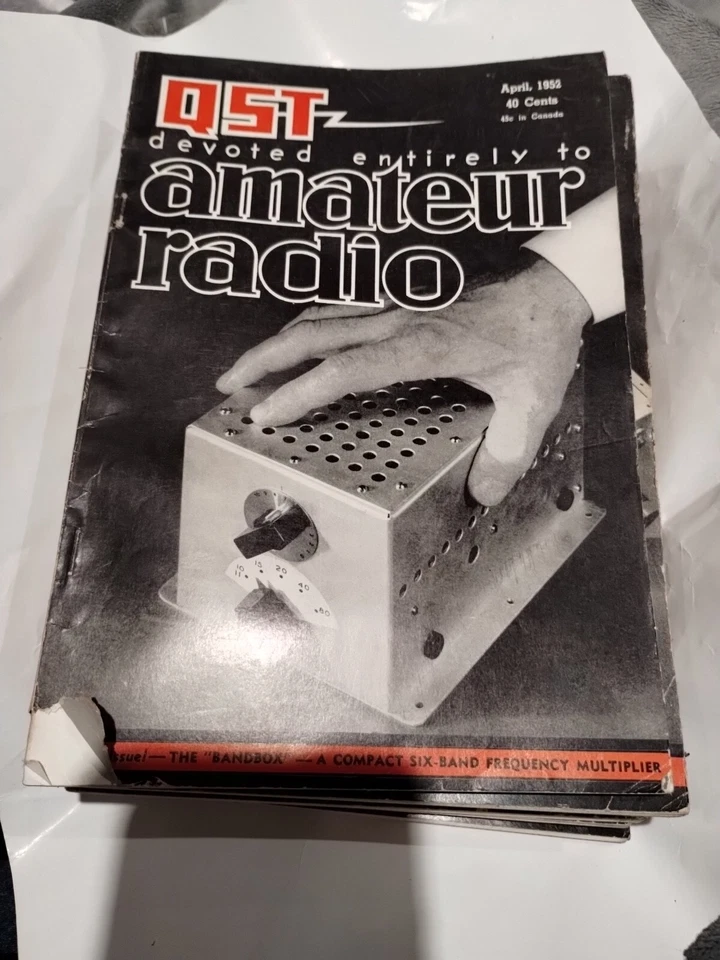 QST
April, 1952
40 Cents
45c in Canada
devoted entirely to
amateur
radio
10
15
20
11
40
80
ssue! — THE "BANDBOX" — A COMPACT SIX-BAND FREQUENCY MULTIPLIER